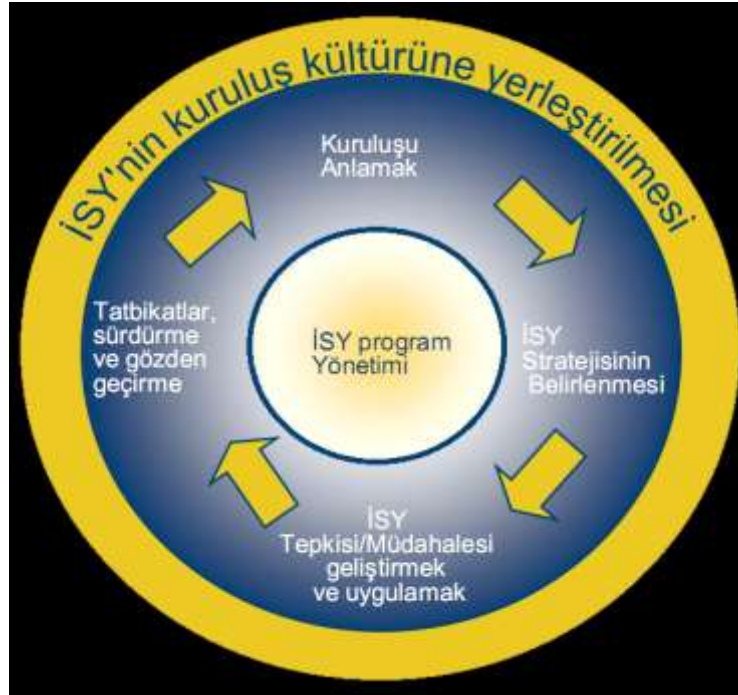 İSY'nin kuruluş kültürüne yerleştirilmesi
Kuruluşu
Anlamak
Tatbikatlar,
sürdürme
ve gözden
geçirme
İSY program
Yönetimi
İSY
Stratejisinin
Belirlenmesi
İSY
Tepkisi/Müdahalesi
geliştirmek
ve uygulamak